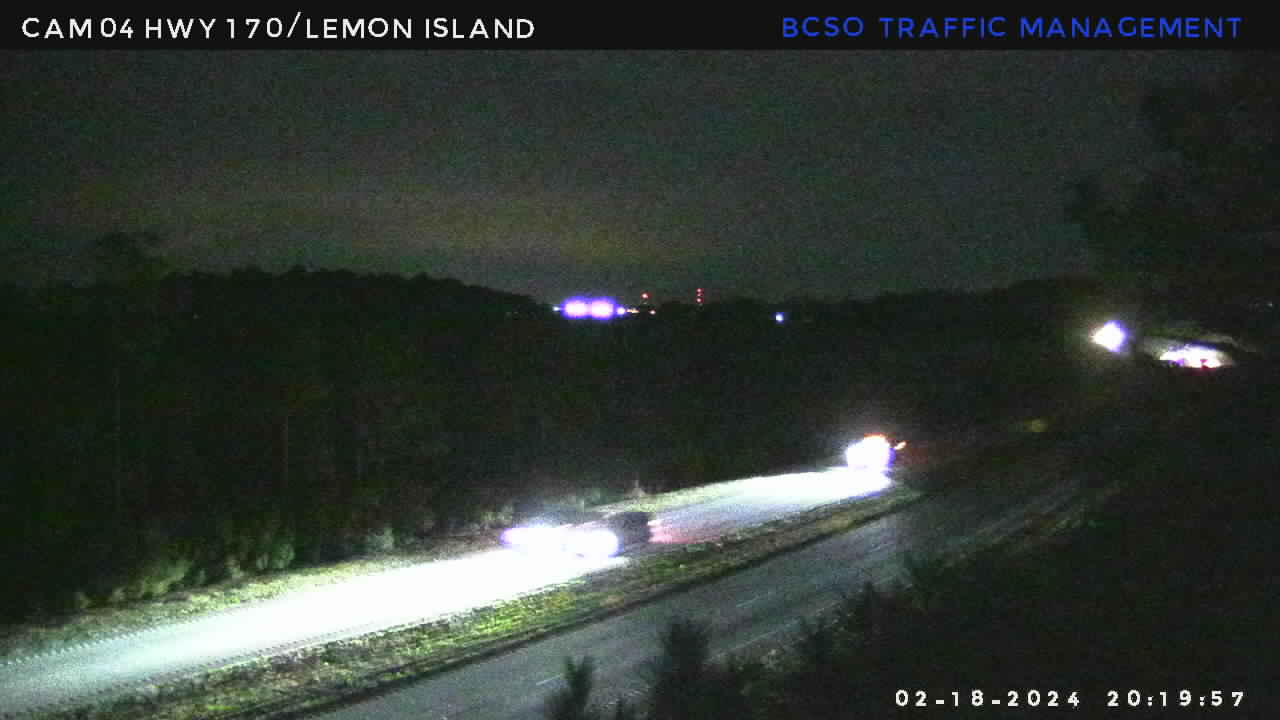 CAM04 HWY 170/LEMON ISLAND
BCSO TRAFFIC MANAGEMENT
02-18-2024 20:19:57